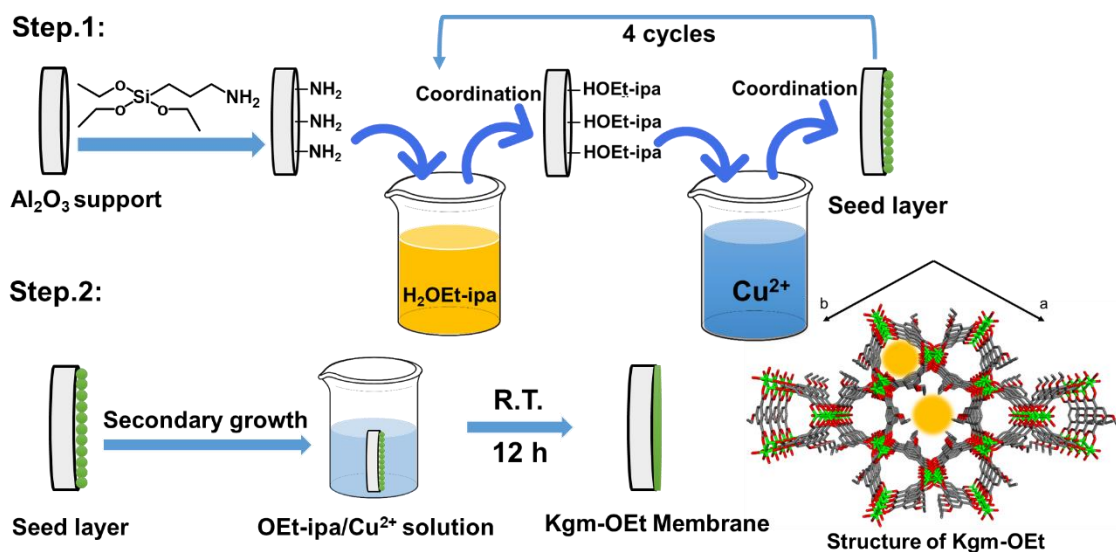 Step.1:
4 cycles
O
Si
NH2
O
O
NH2
NH2
NH2
Coordination
HOEt-ipa
HOEt-ipa
HOEt-ipa
Coordination
Al2O3 support
Seed layer
H2OEt-ipa
Cu2+
Step.2:
b
a
Secondary growth
R.T.
12 h
Seed layer
OEt-ipa/Cu2+ solution
Kgm-OEt Membrane
Structure of Kgm-OEt